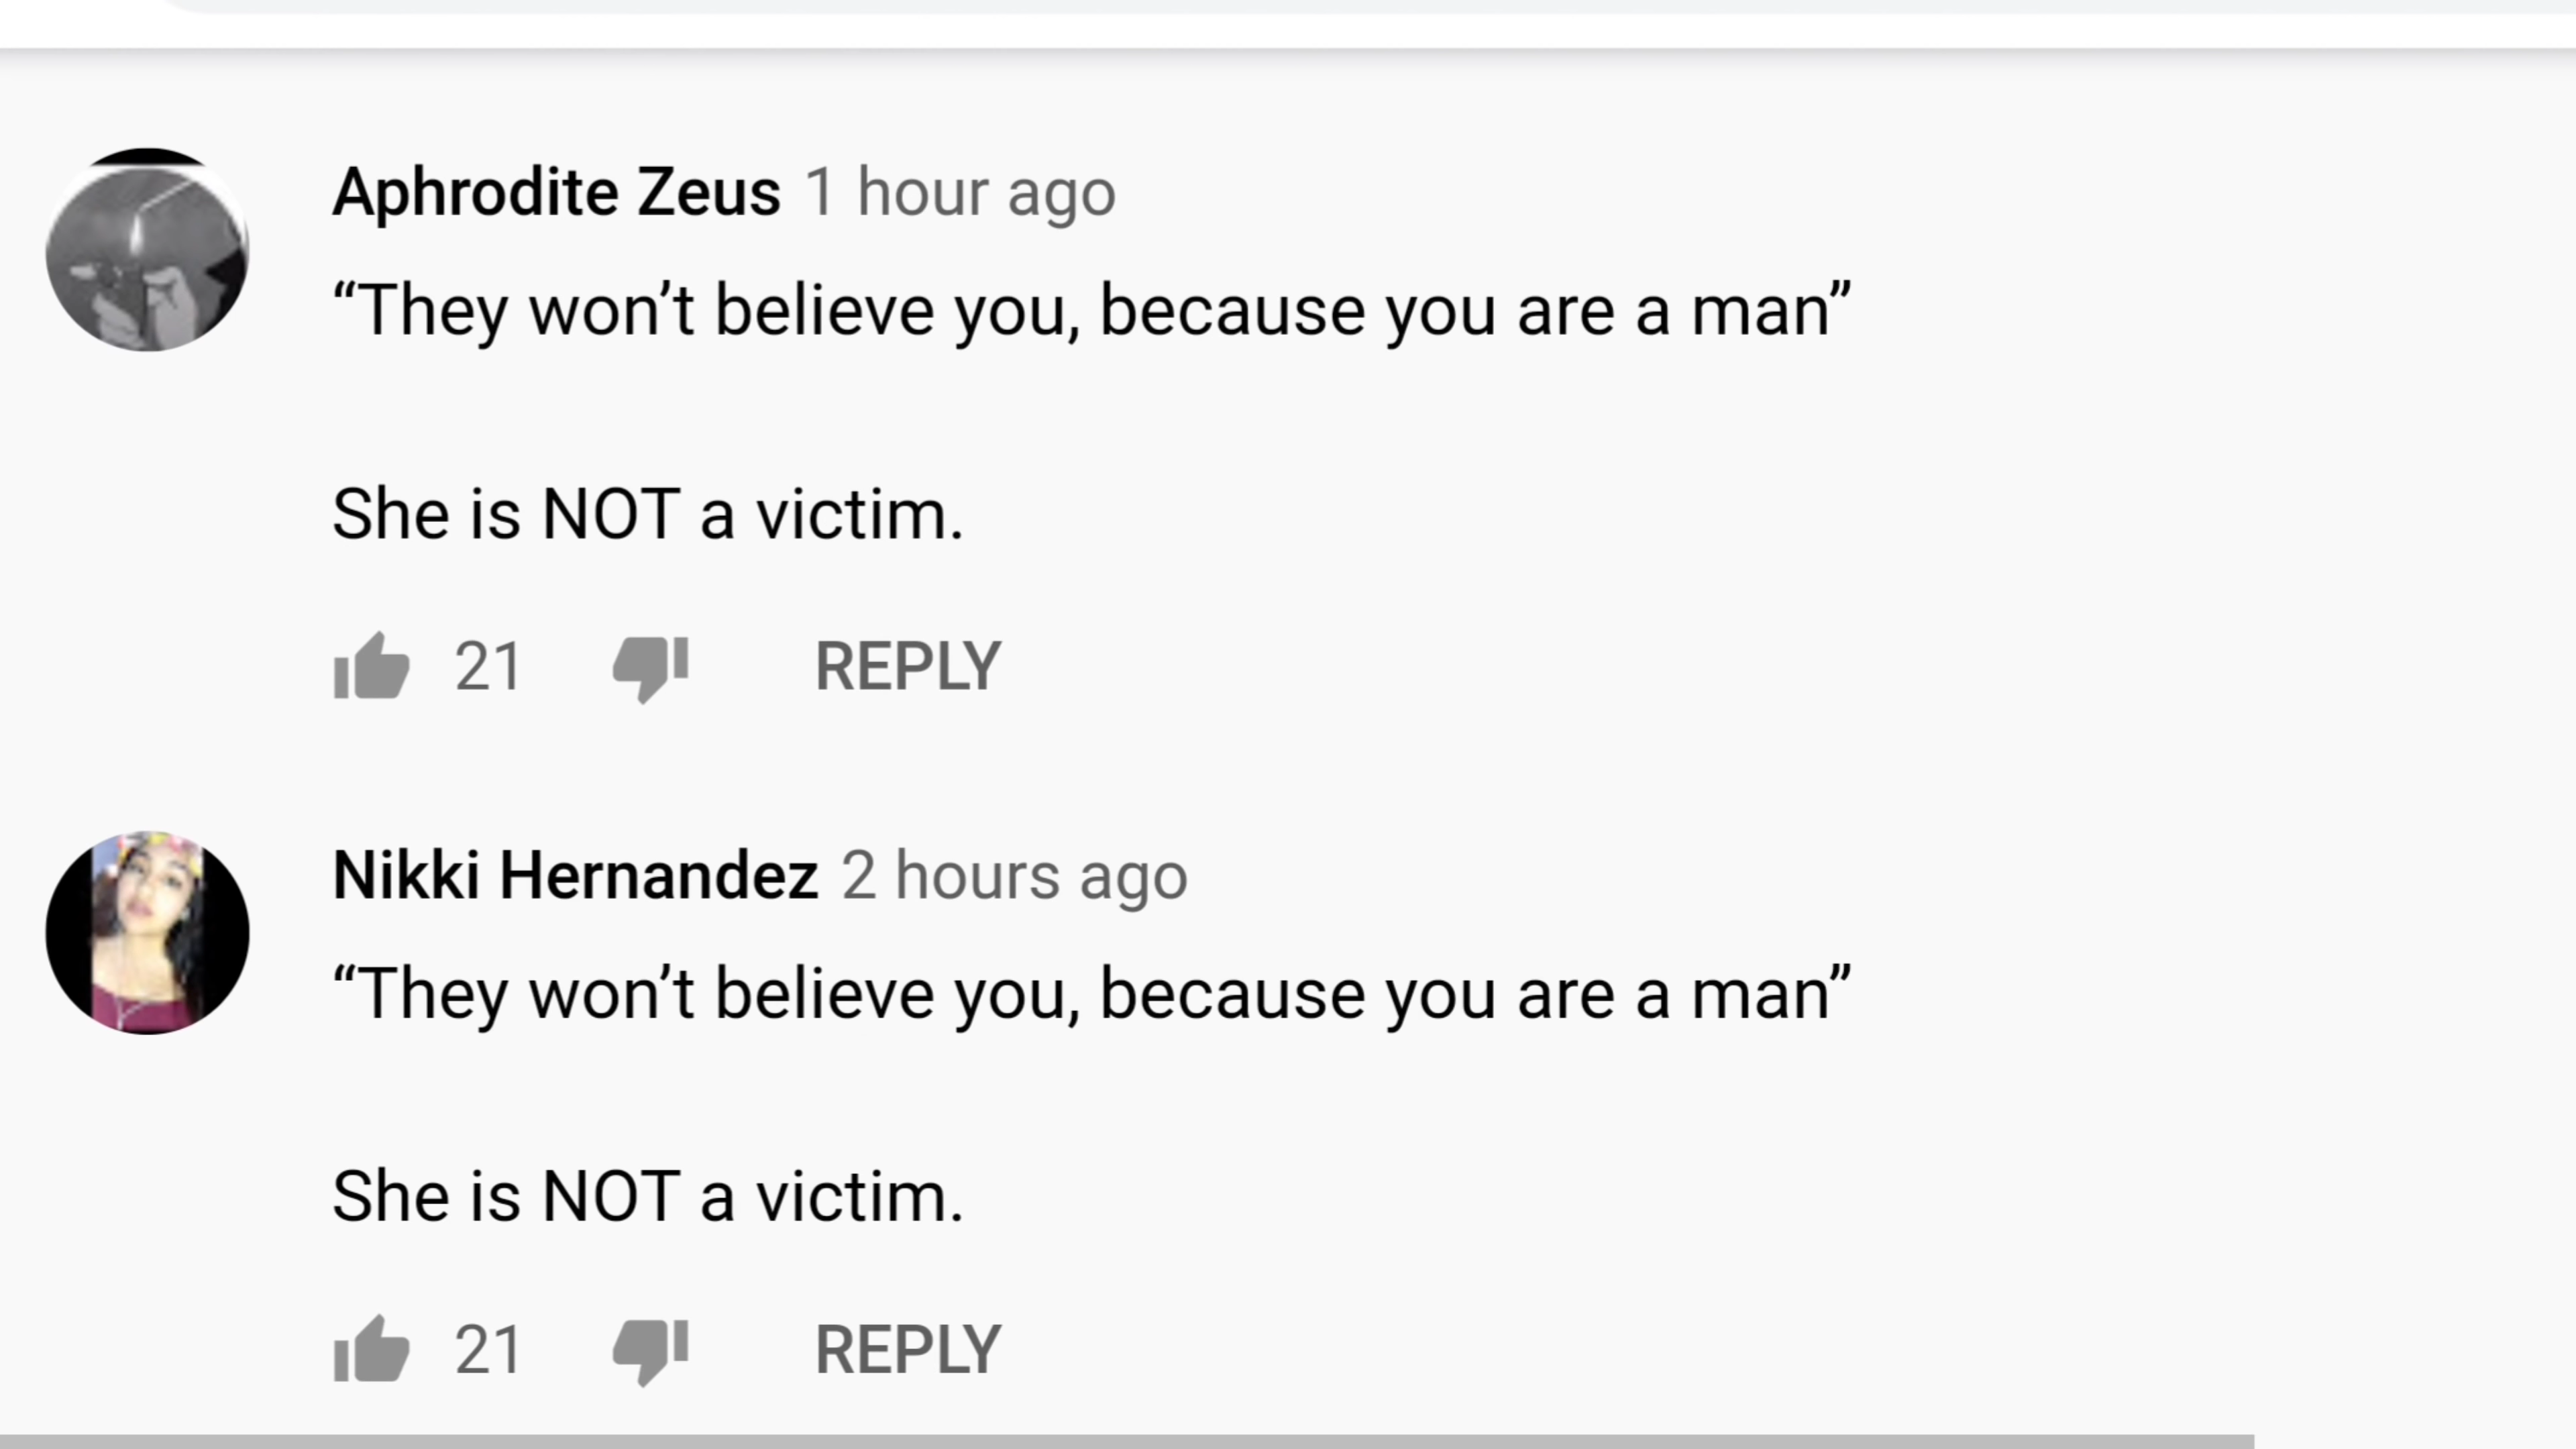 Aphrodite Zeus 1 hour ago
“They won’t believe you, because you are a man”
She is NOT a victim.
21 REPLY
Nikki Hernandez 2 hours ago
“They won’t believe you, because you are a man”
She is NOT a victim.
21 REPLY